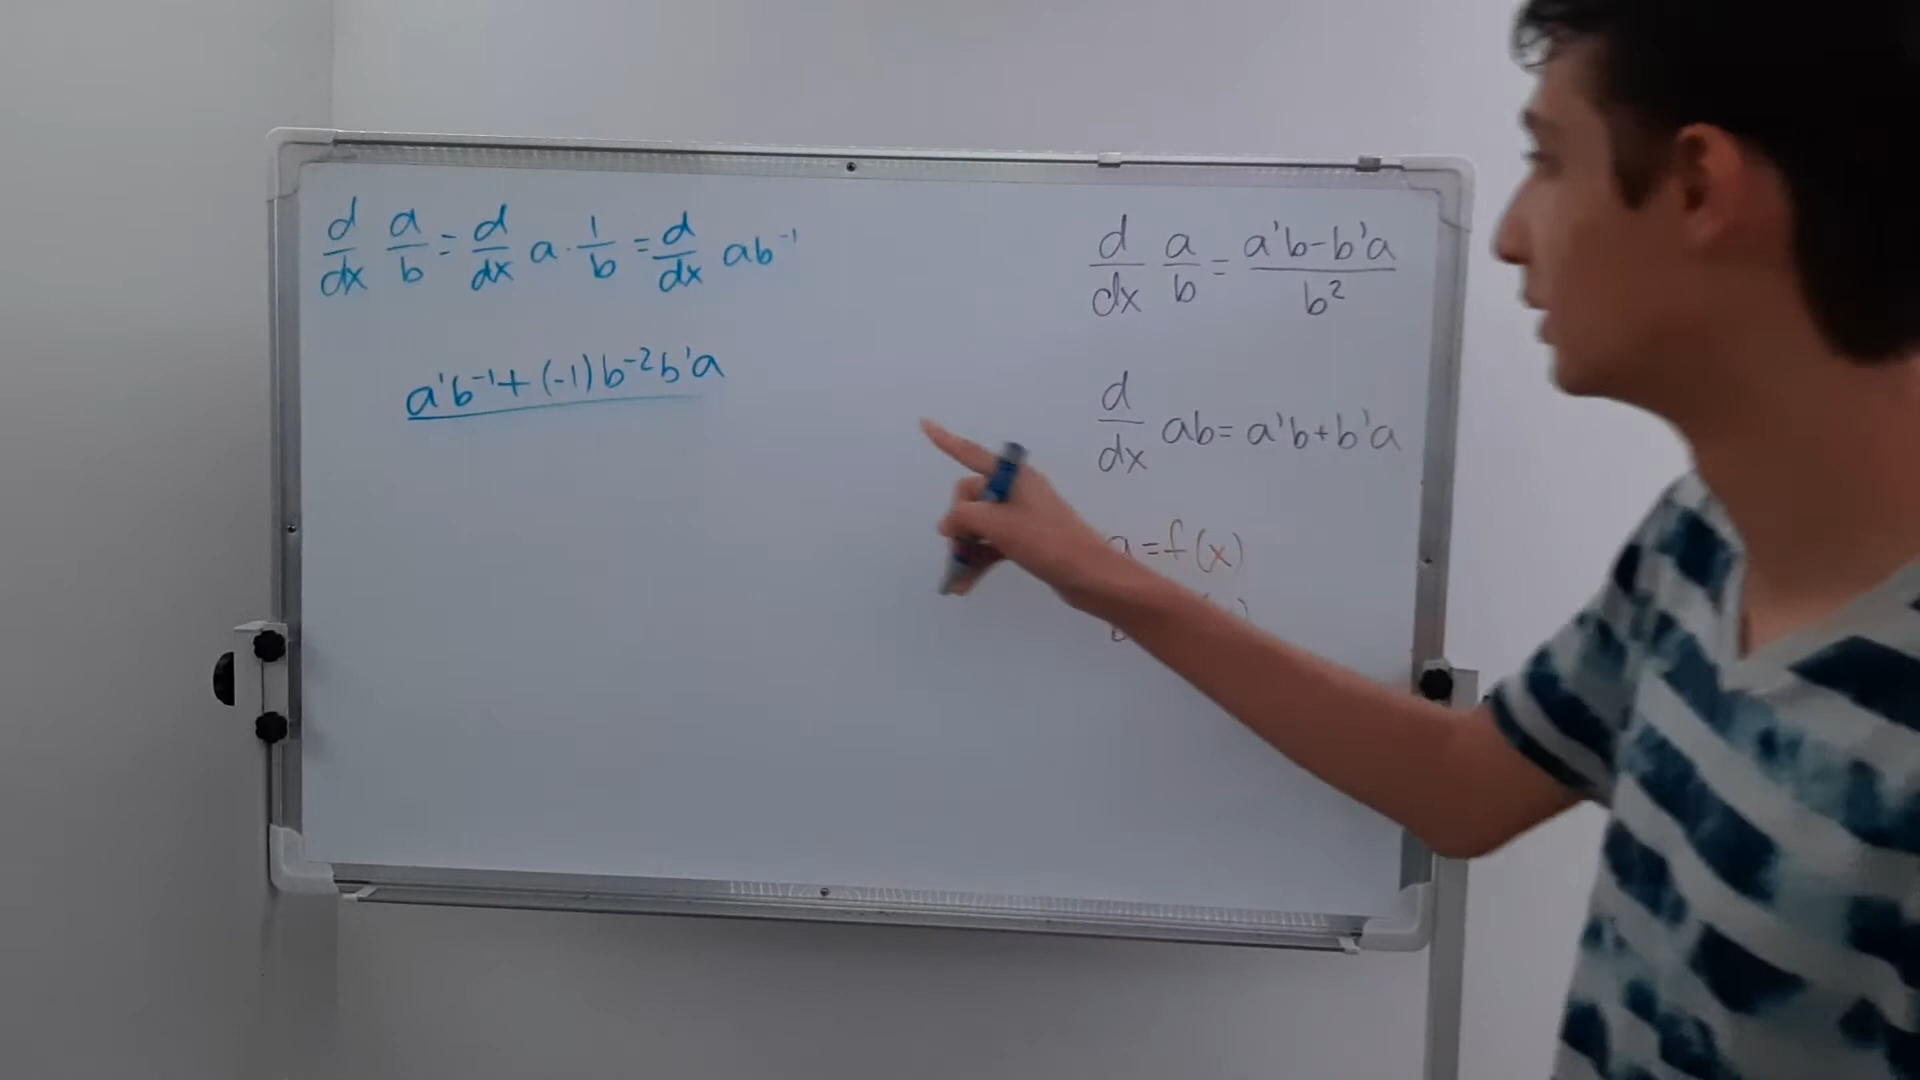 d/dx a/b = d/dx a · 1/b = d/dx ab⁻¹
a'b⁻¹ + (-1)b⁻²b'a
d/dx a/b = a'b-b'a/b²
d/dx ab = a'b+b'a
a = f(x)